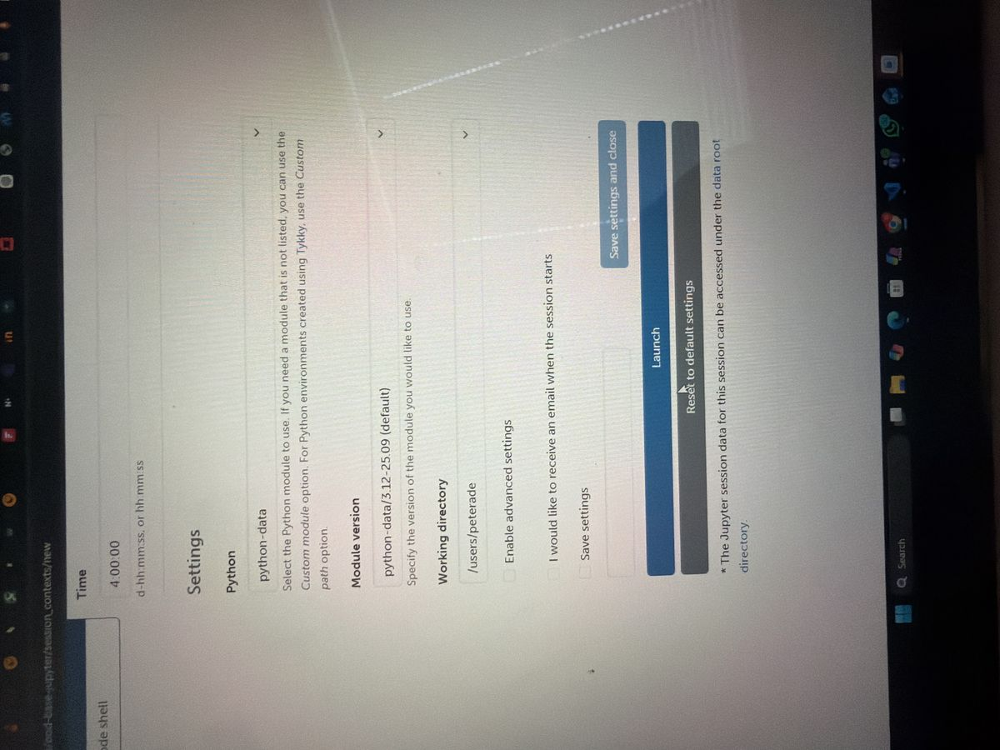 ood-base-jupyter/session_contexts/new
ode shell
Time
4:00:00
d-hh:mm:ss, or hh:mm:ss
Settings
Python
python-data
Select the Python module to use. If you need a module that is not listed, you can use the
Custom module option. For Python environments created using Tykky, use the Custom
path option.
Module version
python-data/3.12-25.09 (default)
Specify the version of the module you would like to use.
Working directory
/users/peterade
Enable advanced settings
I would like to receive an email when the session starts
Save settings
Save settings and close
Launch
Reset to default settings
* The Jupyter session data for this session can be accessed under the data root
directory.
Search